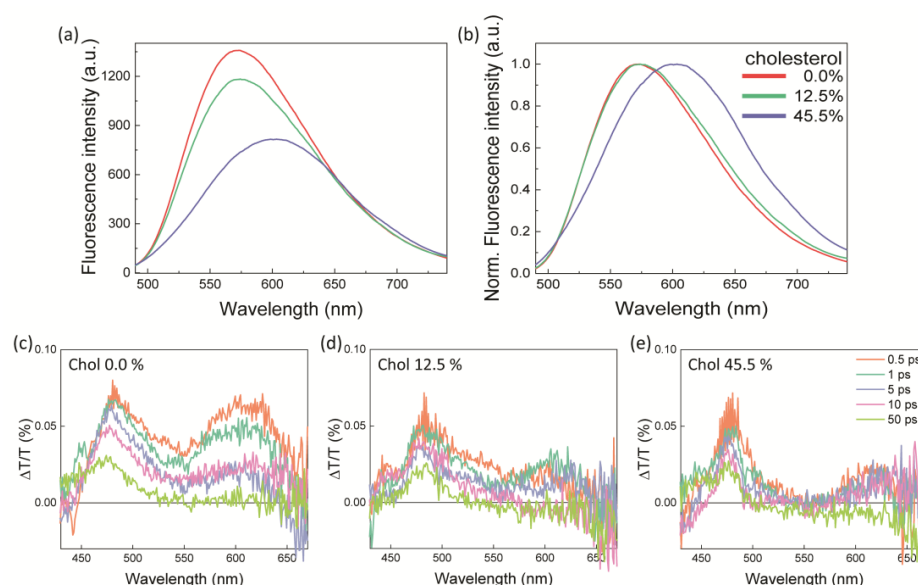 (a)
Fluorescence intensity (a.u.)
1200
900
600
300
0
500
550
600
650
700
Wavelength (nm)
(b)
Norm. Fluorescence intensity (a.u.)
1.0
0.8
0.6
0.4
0.2
0.0
500
550
600
650
700
Wavelength (nm)
cholesterol
0.0%
12.5%
45.5%
(c)
Chol 0.0 %
ΔT/T (%)
0.10
0.05
0.00
450
500
550
600
650
Wavelength (nm)
(d)
Chol 12.5 %
ΔT/T (%)
0.10
0.05
0.00
450
500
550
600
650
Wavelength (nm)
(e)
Chol 45.5 %
ΔT/T (%)
0.10
0.05
0.00
450
500
550
600
650
Wavelength (nm)
0.5 ps
1 ps
5 ps
10 ps
50 ps